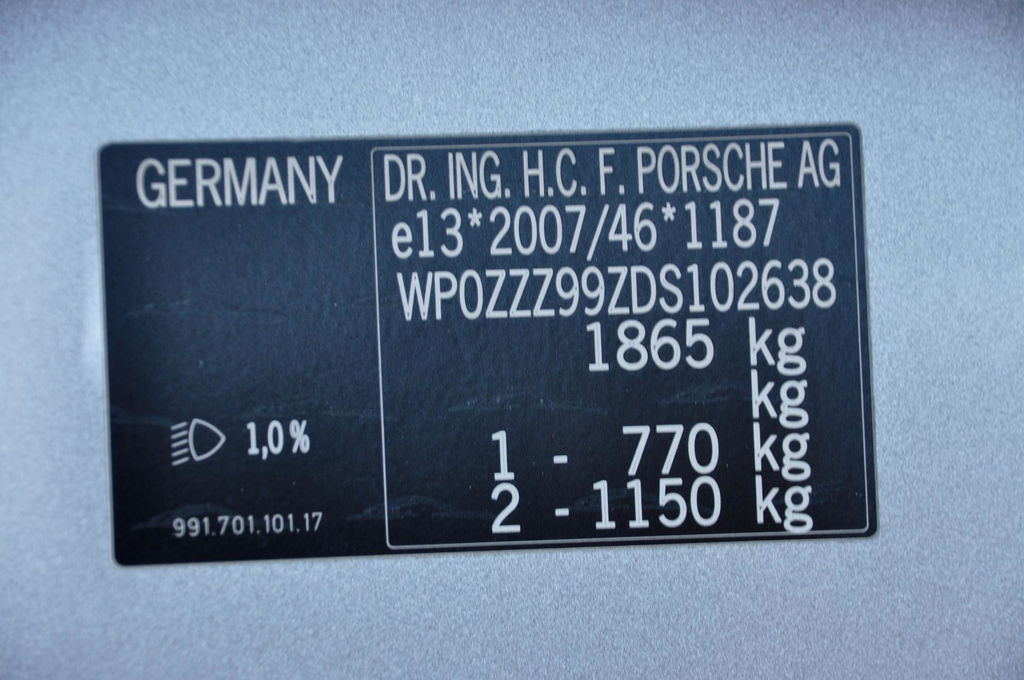 GERMANY
DR. ING. H.C. F. PORSCHE AG
e13*2007/46*1187
WP0ZZZ99ZDS102638
1865 kg
kg
1 - 770 kg
2 - 1150 kg
1,0%
991.701.101.17